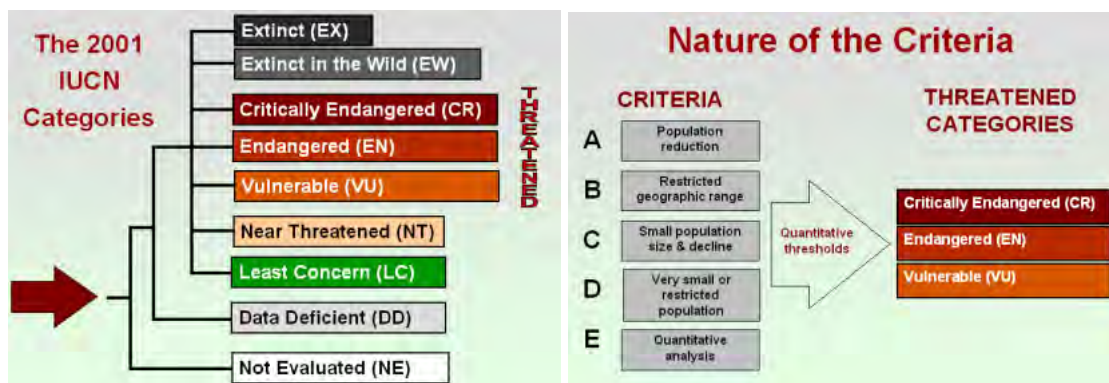 The 2001
IUCN
Categories
Extinct (EX)
Extinct in the Wild (EW)
Critically Endangered (CR)
Endangered (EN)
Vulnerable (VU)
Near Threatened (NT)
Least Concern (LC)
Data Deficient (DD)
Not Evaluated (NE)
THREATENED
Nature of the Criteria
CRITERIA
A
Population
reduction
B
Restricted
geographic range
C
Small population
size & decline
D
Very small or
restricted
population
E
Quantitative
analysis
Quantitative
thresholds
THREATENED
CATEGORIES
Critically Endangered (CR)
Endangered (EN)
Vulnerable (VU)